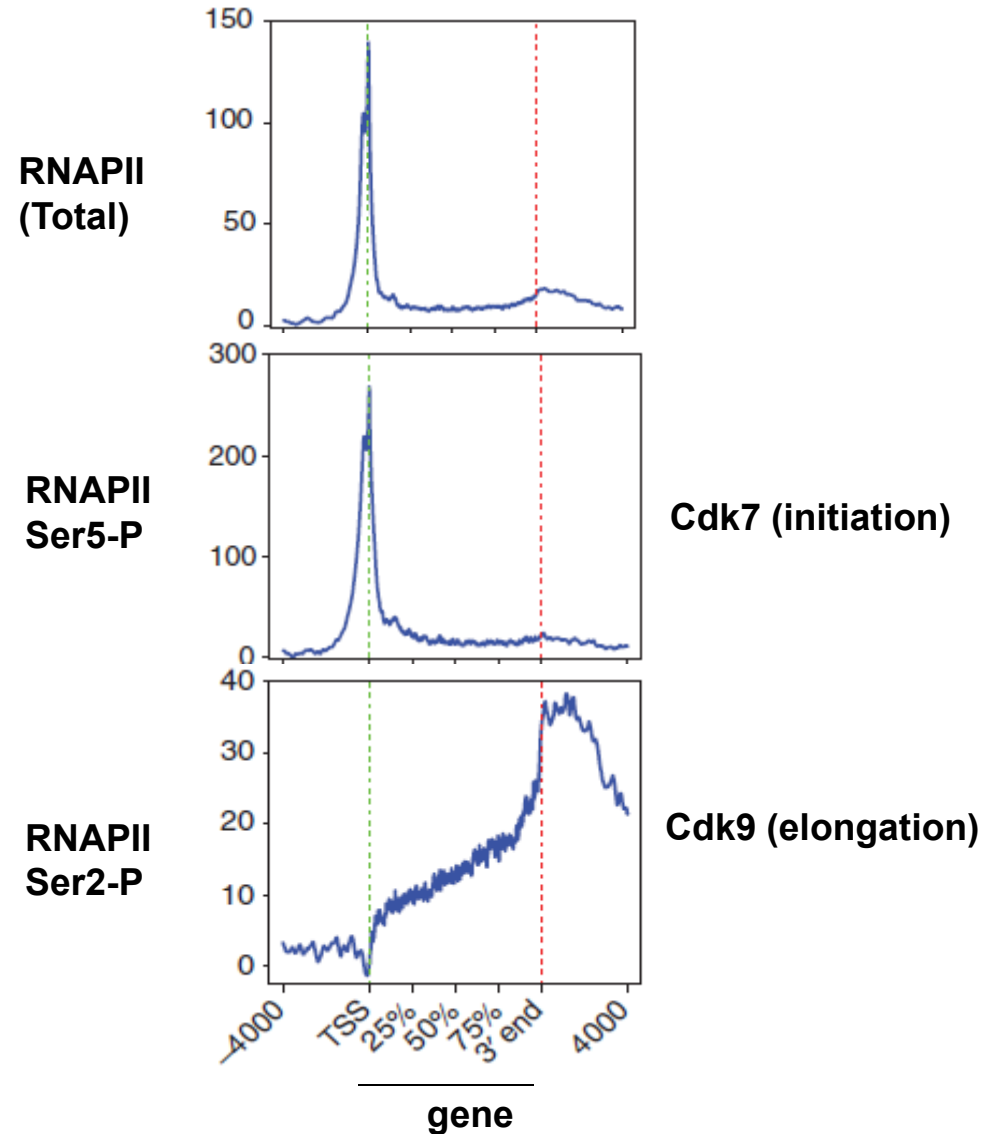 150
100
50
0
RNAPII
(Total)
300
200
100
0
RNAPII
Ser5-P
Cdk7 (initiation)
40
30
20
10
0
RNAPII
Ser2-P
Cdk9 (elongation)
–4000
TSS
25%
50%
75%
3′ end
4000
gene